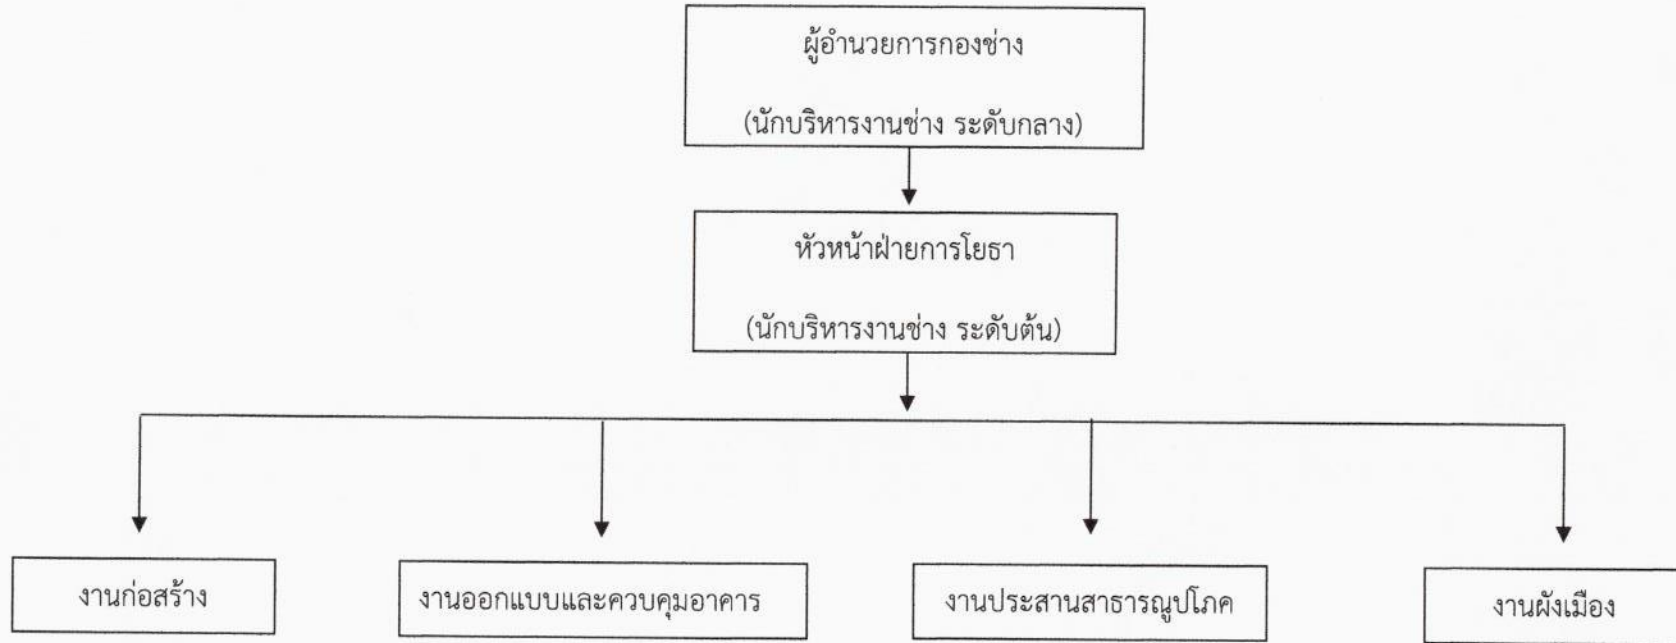 ผู้อำนวยการกองช่าง
(นักบริหารงานช่าง ระดับกลาง)
หัวหน้าฝ่ายการโยธา
(นักบริหารงานช่าง ระดับต้น)
งานก่อสร้าง
งานออกแบบและควบคุมอาคาร
งานประสานสาธารณูปโภค
งานผังเมือง